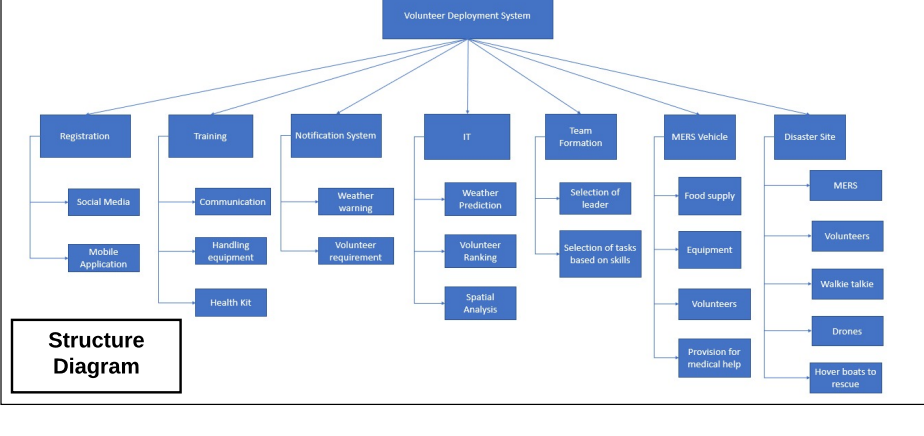 Volunteer Deployment System
Registration
Social Media
Mobile
Application
Training
Communication
Handling
equipment
Health Kit
Notification System
Weather
warning
Volunteer
requirement
IT
Weather
Prediction
Volunteer
Ranking
Spatial
Analysis
Team
Formation
Selection of
leader
Selection of tasks
based on skills
MERS Vehicle
Food supply
Equipment
Volunteers
Provision for
medical help
Disaster Site
MERS
Volunteers
Walkie talkie
Drones
Hover boats to
rescue
Structure
Diagram